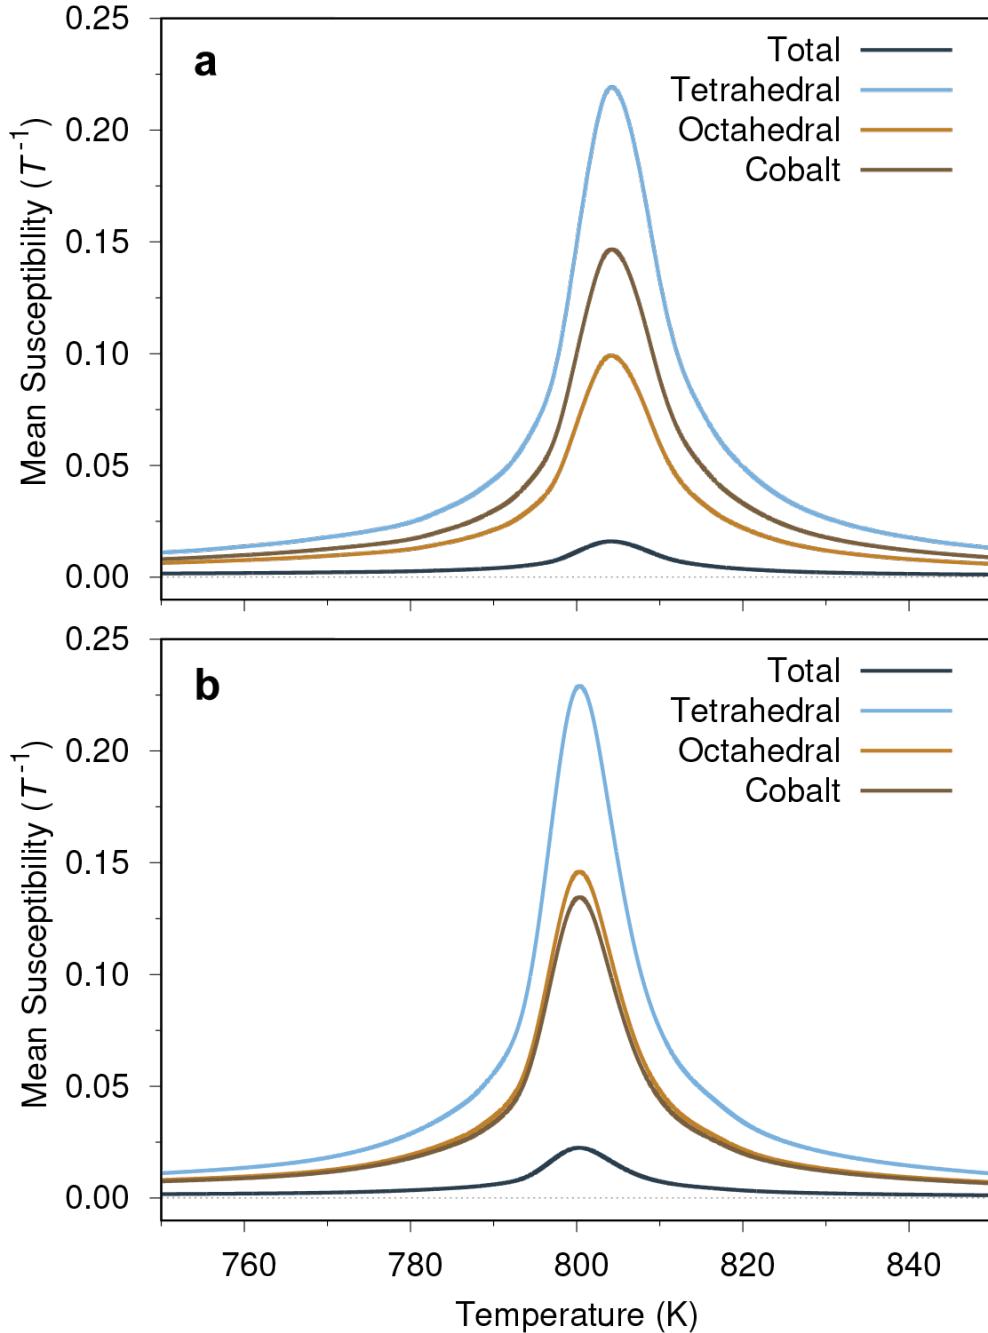 a
Total
Tetrahedral
Octahedral
Cobalt
0.25
0.20
0.15
0.10
0.05
0.00
Mean Susceptibility (T⁻¹)
b
Total
Tetrahedral
Octahedral
Cobalt
0.25
0.20
0.15
0.10
0.05
0.00
Mean Susceptibility (T⁻¹)
760 780 800 820 840
Temperature (K)